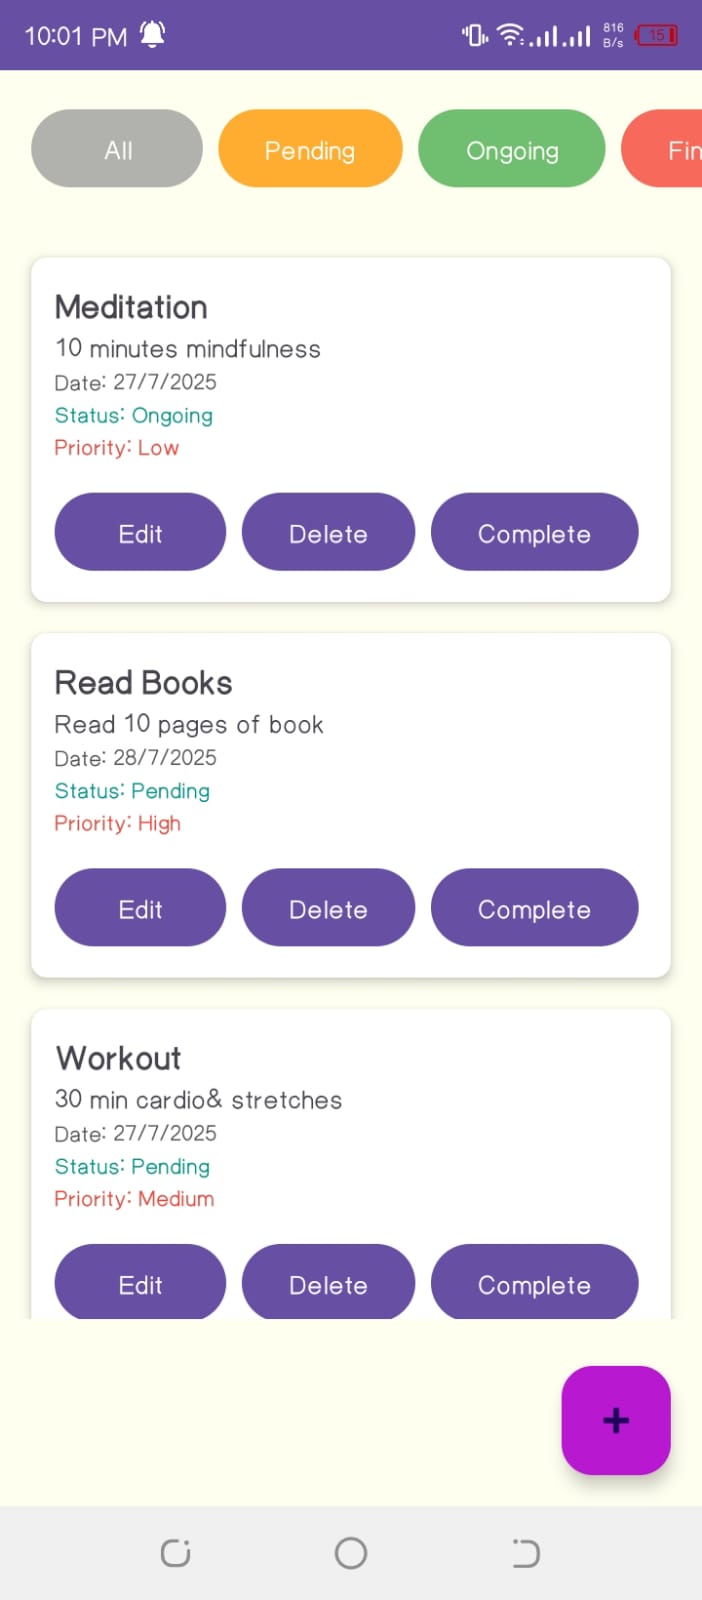 10:01 PM 816 B/s 15
All Pending Ongoing Fin
Meditation
10 minutes mindfulness
Date: 27/7/2025
Status: Ongoing
Priority: Low
Edit Delete Complete
Read Books
Read 10 pages of book
Date: 28/7/2025
Status: Pending
Priority: High
Edit Delete Complete
Workout
30 min cardio& stretches
Date: 27/7/2025
Status: Pending
Priority: Medium
Edit Delete Complete
+